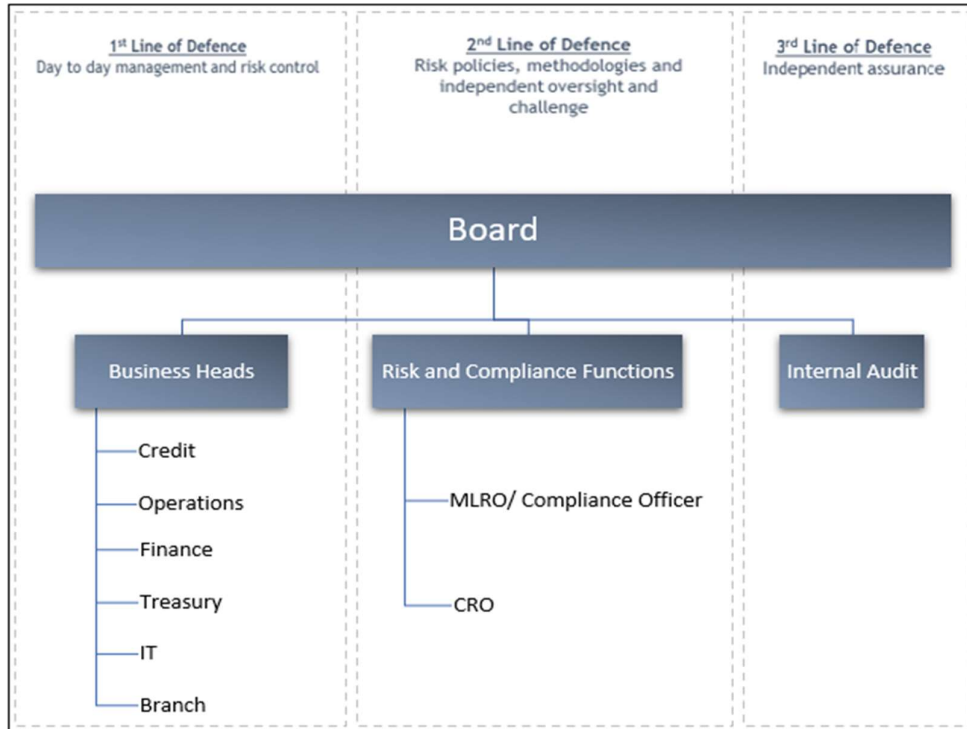 1st Line of Defence
Day to day management and risk control
2nd Line of Defence
Risk policies, methodologies and
independent oversight and
challenge
3rd Line of Defence
Independent assurance
Board
Business Heads
Risk and Compliance Functions
Internal Audit
Credit
Operations
Finance
Treasury
IT
Branch
MLRO/ Compliance Officer
CRO